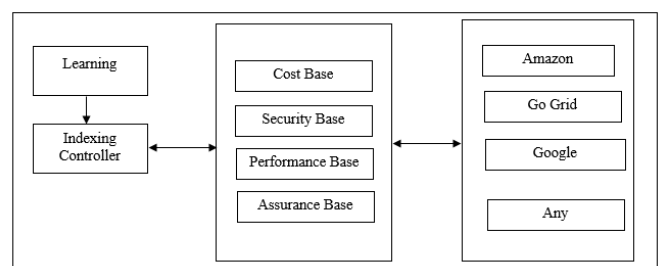 Learning
Indexing
Controller
Cost Base
Security Base
Performance Base
Assurance Base
Amazon
Go Grid
Google
Any